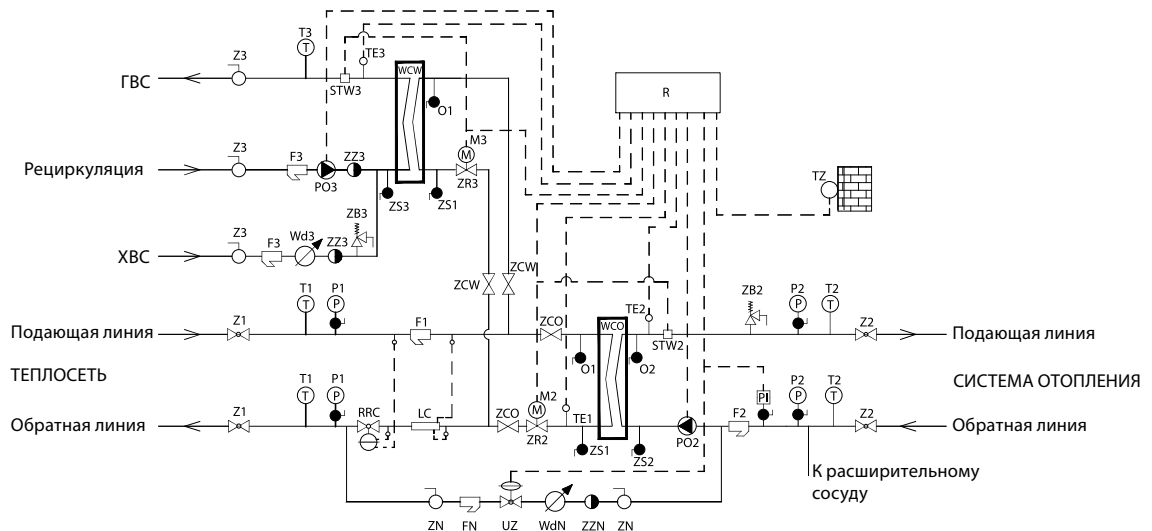 T3
Z3
TE3
WCW
ГВС
STW3
O1
R
M3
M
Z3
F3
ZZ3
Рециркуляция
PO3
ZR3
ZS3
ZS1
TZ
ZB3
Z3
F3
Wd3
ZZ3
ХВС
ZCW
ZCW
T1
P1
T
P
Z1
F1
ZCO
WCO
TE2
ZB2
P2
T2
P
T
Z2
Подающая линия
STW2
Подающая линия
O1
O2
ТЕПЛОСЕТЬ
СИСТЕМА ОТОПЛЕНИЯ
T1
P1
T
P
Z1
RRC
LC
ZCO
M2
M
TE1
PI
P2
T2
P
T
F2
Z2
Обратная линия
ZR2
PO2
Обратная линия
ZS1
ZS2
К расширительному
сосуду
ZN
FN
UZ
WdN
ZZN
ZN
T